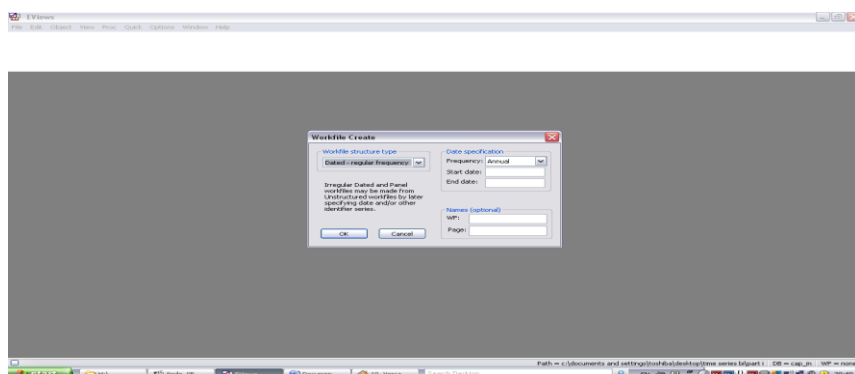 EViews
File Edit Object View Proc Quick Options Window Help
Workfile Create
Workfile structure type
Dated - regular frequency
Irregular Dated and Panel
workfiles may be made from
Unstructured workfiles by later
specifying date and/or other
identifier series.
OK Cancel
Date specification
Frequency: Annual
Start date:
End date:
Names (optional)
WF:
Page:
Path = c:\documents and settings\toshiba\desktop\time series bi\part i DB = cap_in WF = none